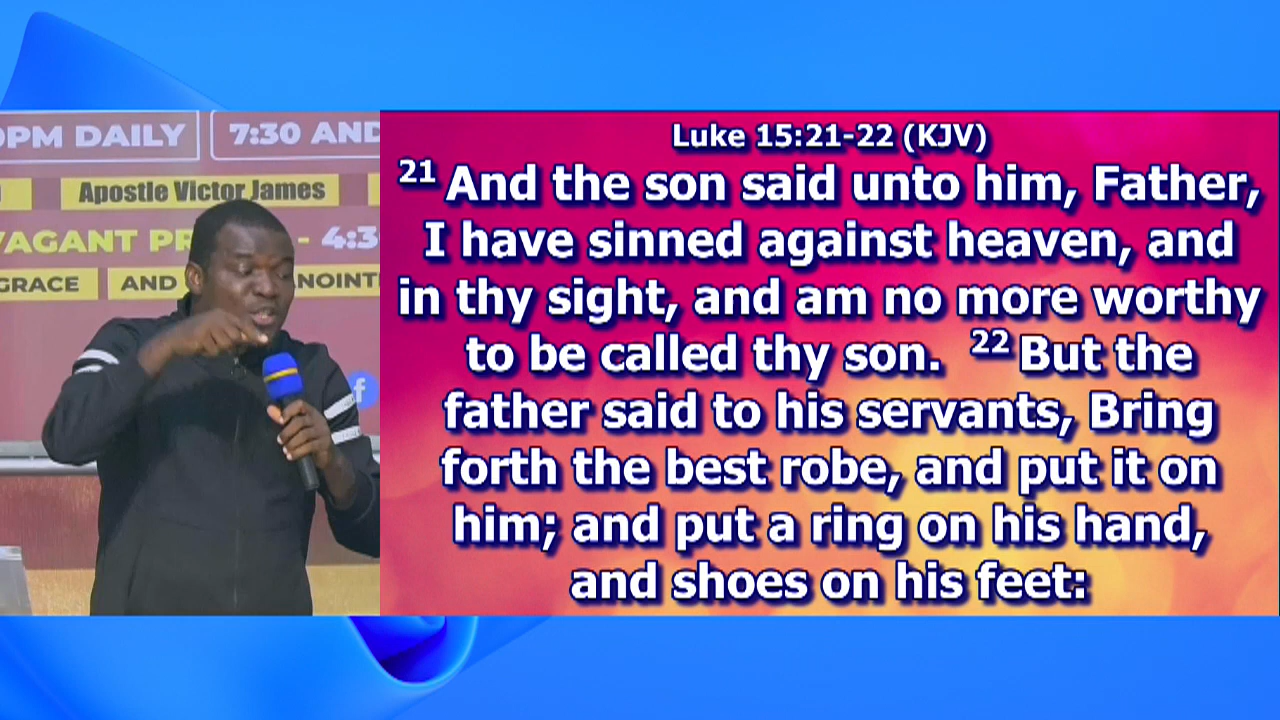 PM DAILY
7:30 AND
Apostle Victor James
- 4:3
GRACE
AND
Luke 15:21-22 (KJV)
21 And the son said unto him, Father,
I have sinned against heaven, and
in thy sight, and am no more worthy
to be called thy son. 22 But the
father said to his servants, Bring
forth the best robe, and put it on
him; and put a ring on his hand,
and shoes on his feet: